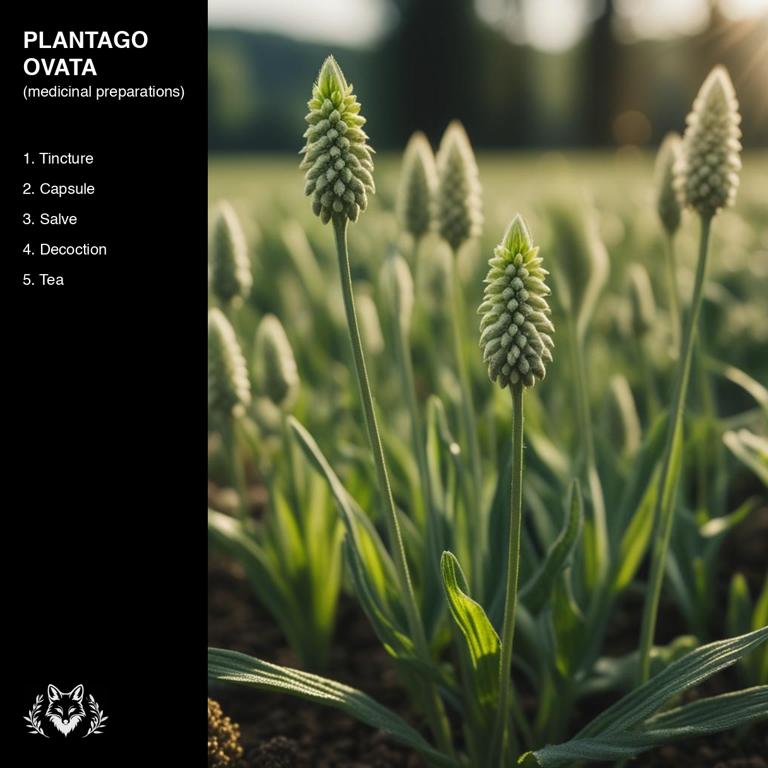 PLANTAGO
OVATA
(medicinal preparations)
1. Tincture
2. Capsule
3. Salve
4. Decoction
5. Tea